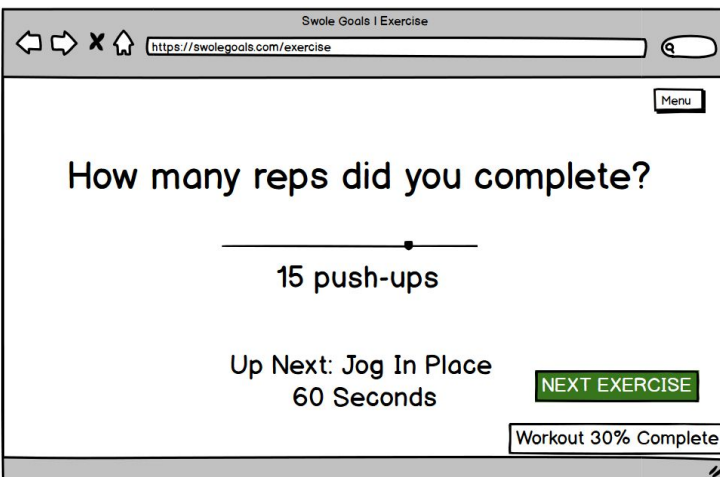 Swole Goals | Exercise
https://swolegoals.com/exercise
Menu
How many reps did you complete?
15 push-ups
Up Next: Jog In Place
60 Seconds
NEXT EXERCISE
Workout 30% Complete